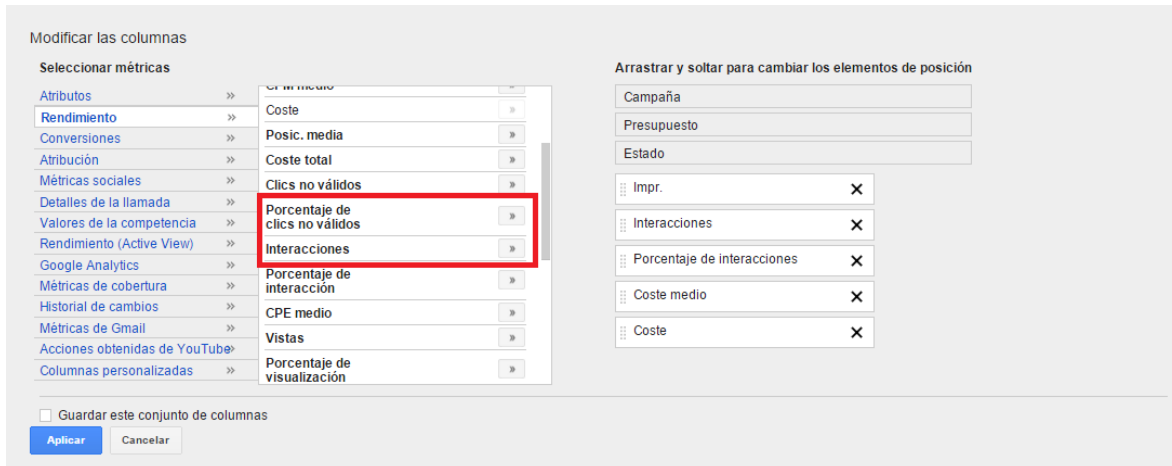 Modificar las columnas
Seleccionar métricas
Atributos »
Rendimiento »
Conversiones »
Atribución »
Métricas sociales »
Detalles de la llamada »
Valores de la competencia »
Rendimiento (Active View) »
Google Analytics »
Métricas de cobertura »
Historial de cambios »
Métricas de Gmail »
Acciones obtenidas de YouTube»
Columnas personalizadas »
CPM medio
Coste »
Posic. media »
Coste total »
Clics no válidos »
Porcentaje de
clics no válidos »
Interacciones »
Porcentaje de
interacción »
CPE medio »
Vistas »
Porcentaje de
visualización »
Arrastrar y soltar para cambiar los elementos de posición
Campaña
Presupuesto
Estado
Impr.
Interacciones
Porcentaje de interacciones
Coste medio
Coste
Guardar este conjunto de columnas
Aplicar
Cancelar